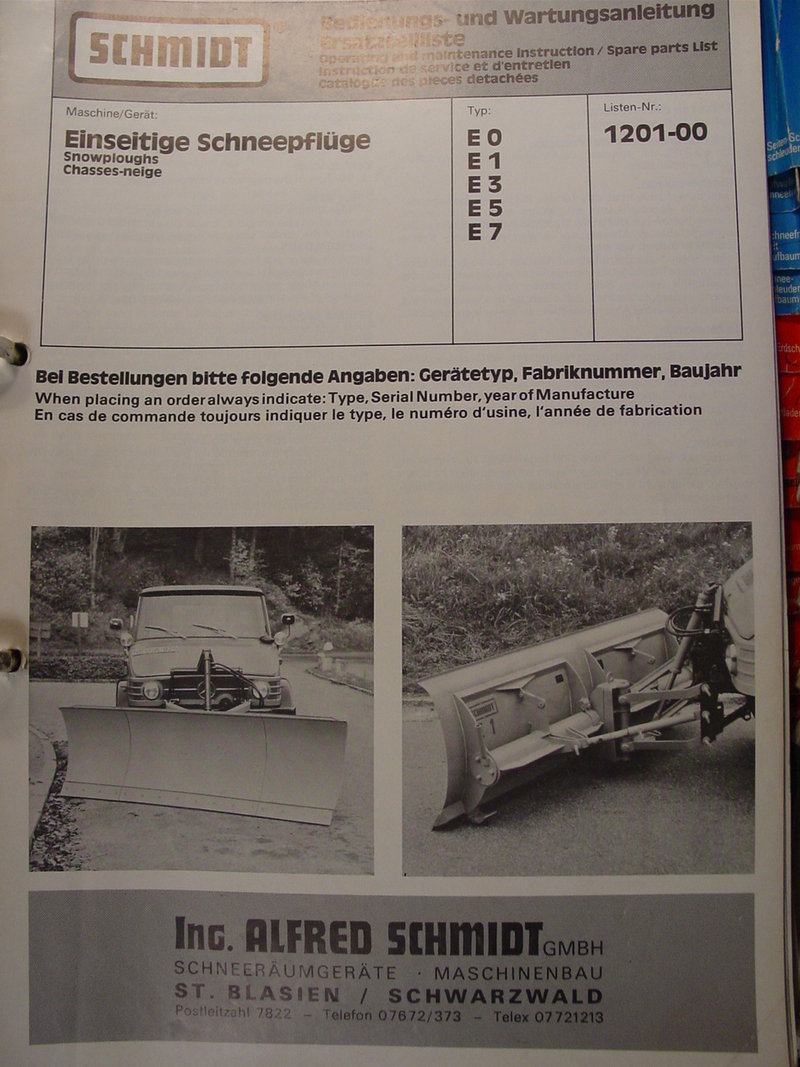 SCHMIDT
Bedienungs- und Wartungsanleitung
Ersatzteilliste
Operating and maintenance Instruction / Spare parts List
Instruction de service et d'entretien
Catalogue des pieces detachées
Maschine/Gerät:
Typ:
Listen-Nr.:
Einseitige Schneepflüge
Snowploughs
Chasses-neige
E 0
E 1
E 3
E 5
E 7
1201-00
Bei Bestellungen bitte folgende Angaben: Gerätetyp, Fabriknummer, Baujahr
When placing an order always indicate: Type, Serial Number, year of Manufacture
En cas de commande toujours indiquer le type, le numéro d'usine, l'année de fabrication
SCHMIDT
1
Ing. ALFRED SCHMIDT GMBH
SCHNEERÄUMGERÄTE · MASCHINENBAU
ST. BLASIEN / SCHWARZWALD
Postleitzahl 7822 – Telefon 07672/373 – Telex 07721213